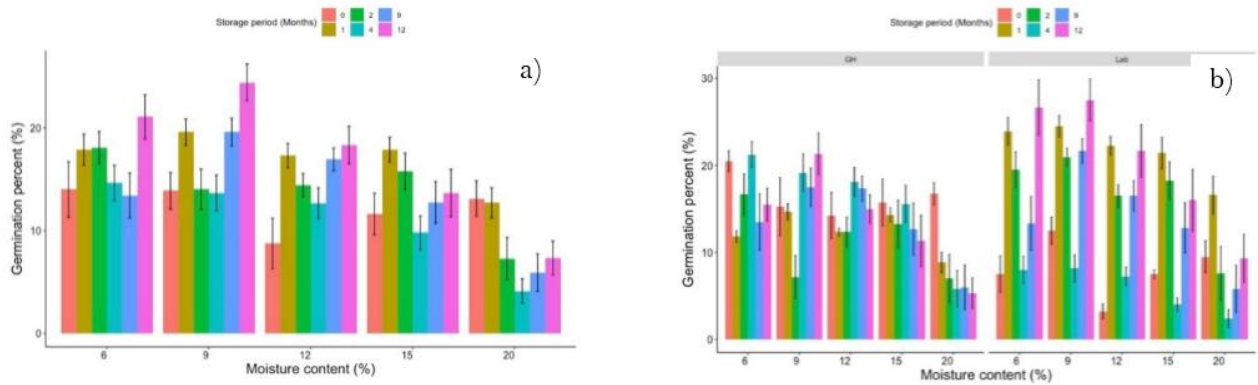 Storage period (Months) 0 2 9
1 4 12
a)
Germination percent (%)
20
10
0
6 9 12 15 20
Moisture content (%)
Storage period (Months) 0 2 9
1 4 12
GH Lab
b)
Germination percent (%)
30
20
10
0
6 9 12 15 20 6 9 12 15 20
Moisture content (%)